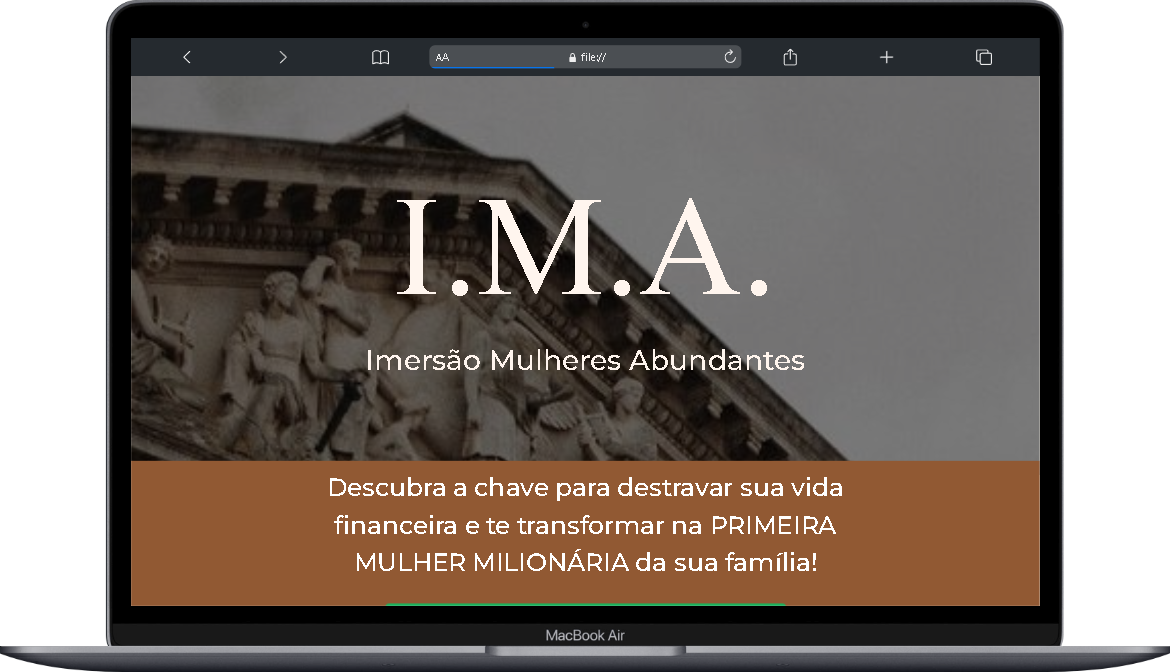 AA
file://
I.M.A.
Imersão Mulheres Abundantes
Descubra a chave para destravar sua vida
financeira e te transformar na PRIMEIRA
MULHER MILIONÁRIA da sua família!
MacBook Air